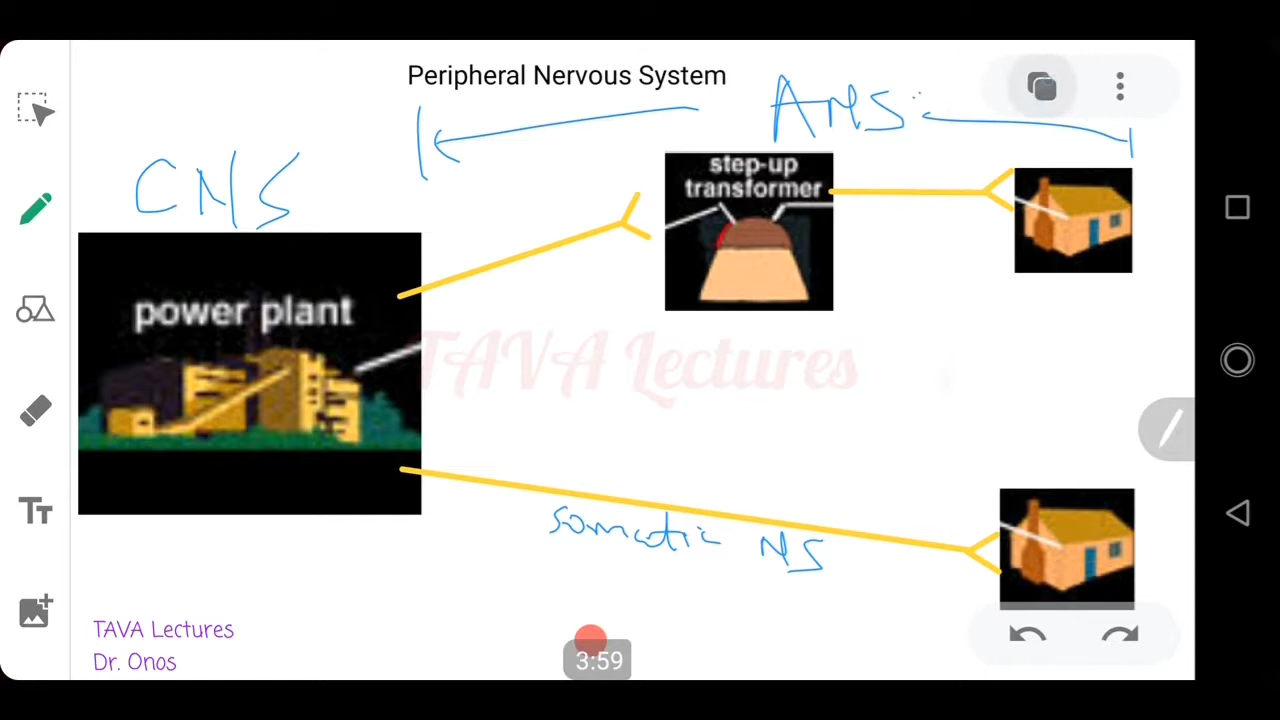 Peripheral Nervous System
ANS
CNS
step-up
transformer
power plant
TAVA Lectures
somatic NS
TAVA Lectures
Dr. Onos
3:59
TT